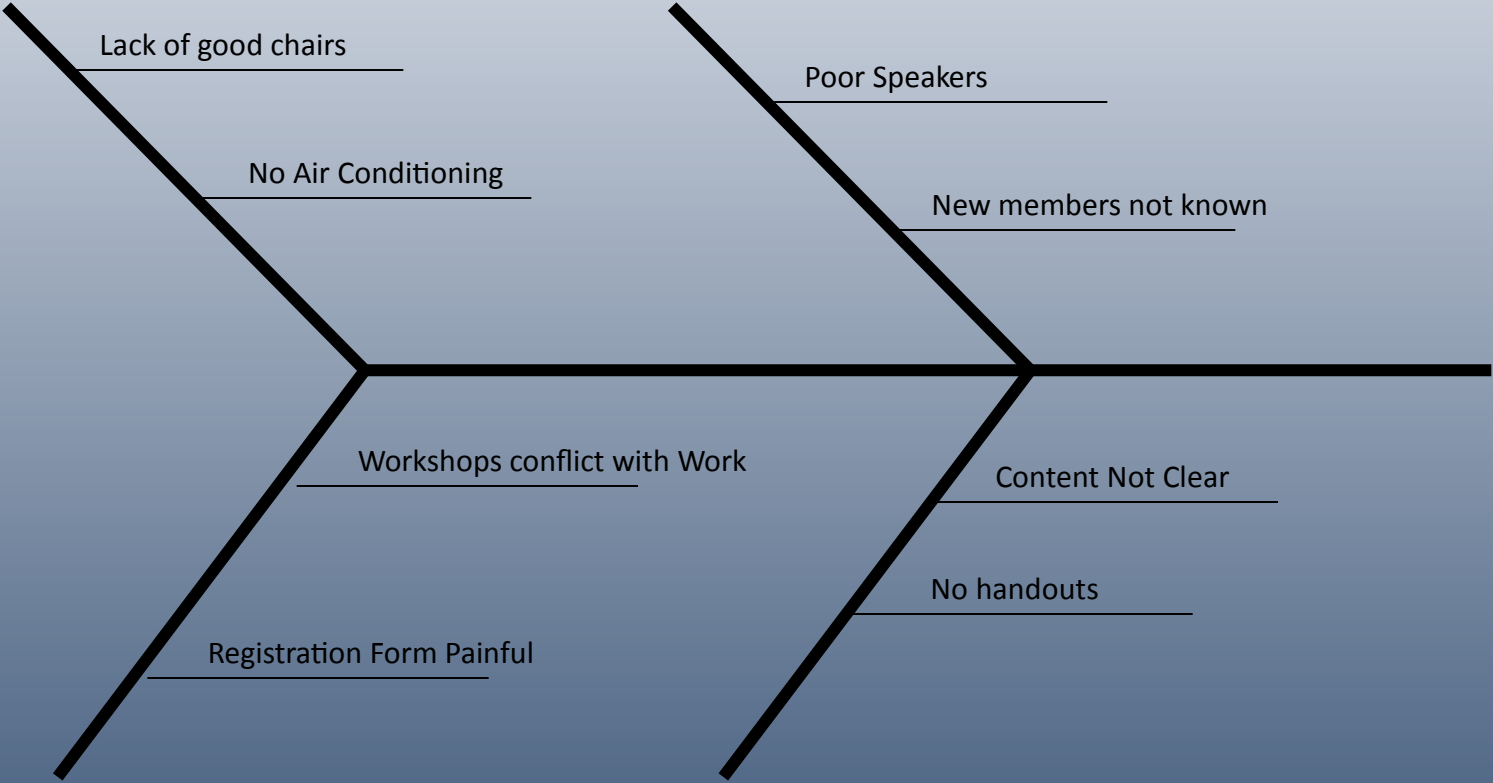 Lack of good chairs
No Air Conditioning
Poor Speakers
New members not known
Workshops conflict with Work
Registration Form Painful
Content Not Clear
No handouts